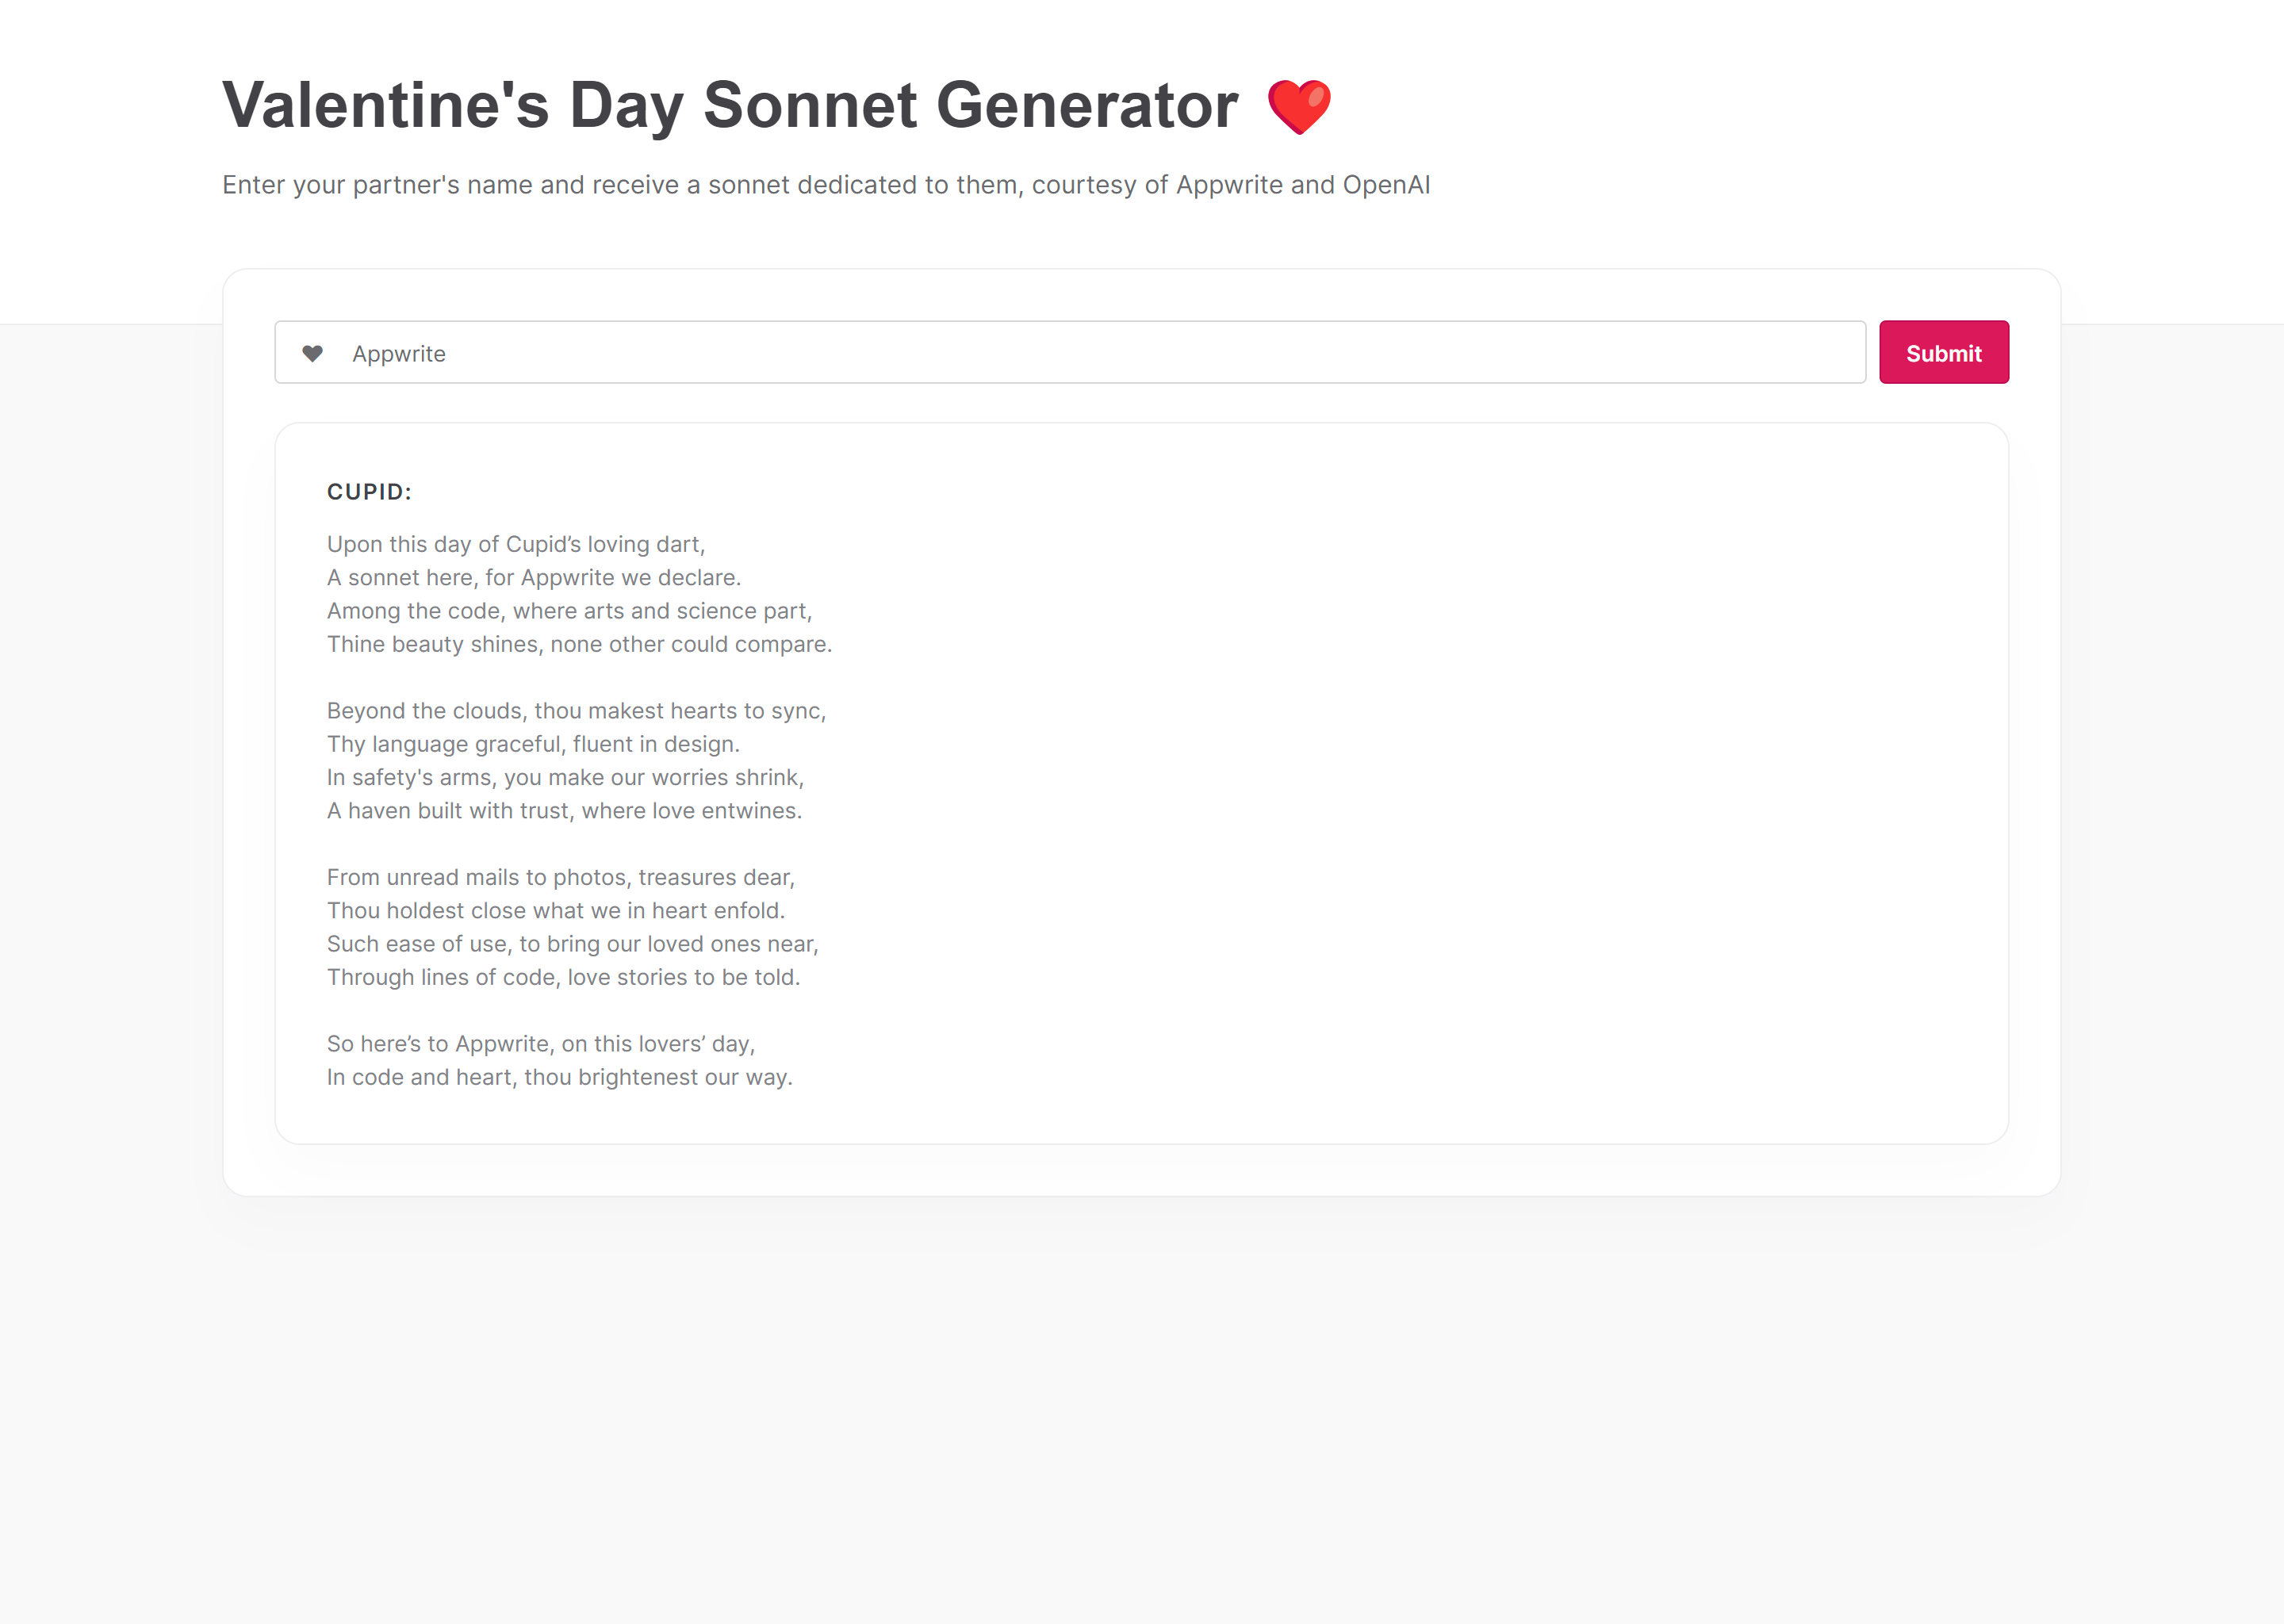 Valentine's Day Sonnet Generator ❤️
Enter your partner's name and receive a sonnet dedicated to them, courtesy of Appwrite and OpenAI
Appwrite
Submit
CUPID:
Upon this day of Cupid’s loving dart,
A sonnet here, for Appwrite we declare.
Among the code, where arts and science part,
Thine beauty shines, none other could compare.
Beyond the clouds, thou makest hearts to sync,
Thy language graceful, fluent in design.
In safety's arms, you make our worries shrink,
A haven built with trust, where love entwines.
From unread mails to photos, treasures dear,
Thou holdest close what we in heart enfold.
Such ease of use, to bring our loved ones near,
Through lines of code, love stories to be told.
So here’s to Appwrite, on this lovers’ day,
In code and heart, thou brightenest our way.